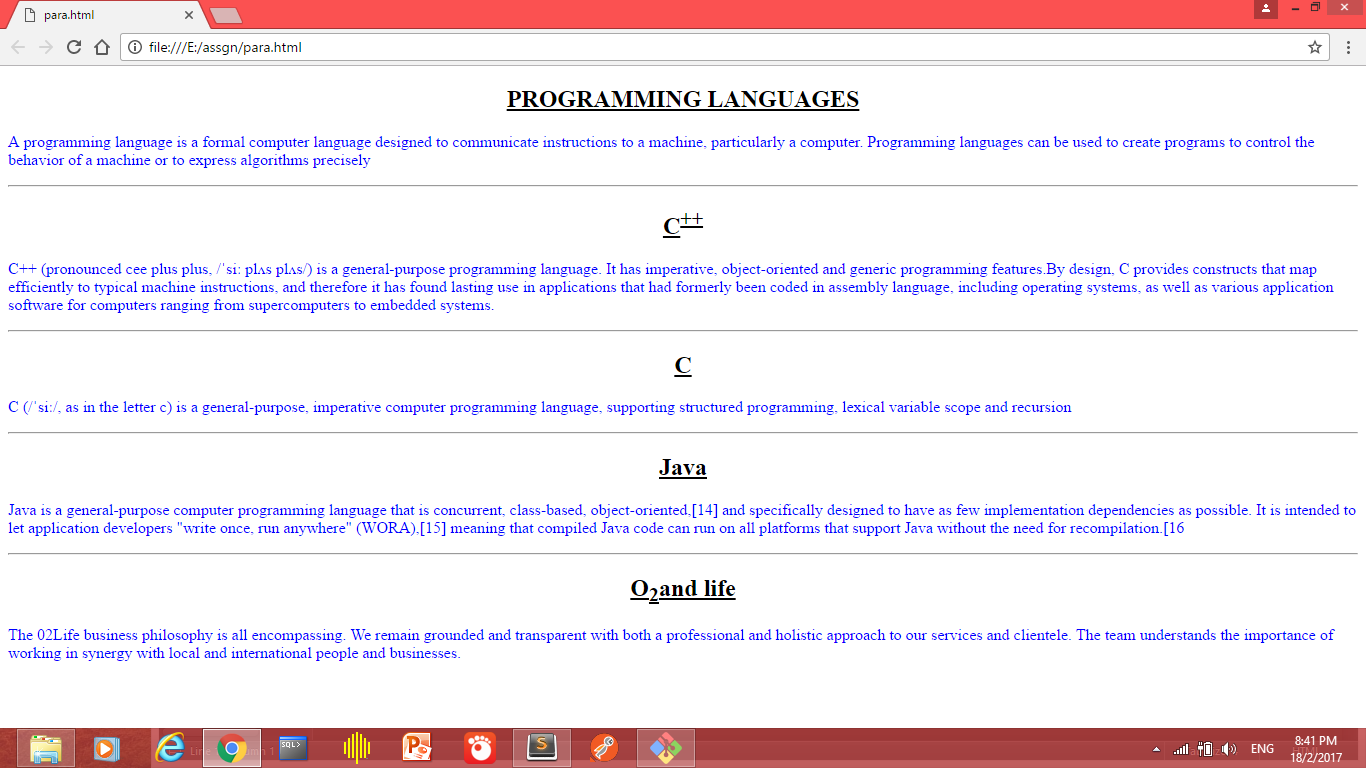 para.html
file:///E:/assgn/para.html
PROGRAMMING LANGUAGES
A programming language is a formal computer language designed to communicate instructions to a machine, particularly a computer. Programming languages can be used to create programs to control the
behavior of a machine or to express algorithms precisely
C++
C++ (pronounced cee plus plus, /ˈsiː plʌs plʌs/) is a general-purpose programming language. It has imperative, object-oriented and generic programming features.By design, C provides constructs that map
efficiently to typical machine instructions, and therefore it has found lasting use in applications that had formerly been coded in assembly language, including operating systems, as well as various application
software for computers ranging from supercomputers to embedded systems.
C
C (/ˈsiː/, as in the letter c) is a general-purpose, imperative computer programming language, supporting structured programming, lexical variable scope and recursion
Java
Java is a general-purpose computer programming language that is concurrent, class-based, object-oriented,[14] and specifically designed to have as few implementation dependencies as possible. It is intended to
let application developers "write once, run anywhere" (WORA),[15] meaning that compiled Java code can run on all platforms that support Java without the need for recompilation.[16
O2and life
The 02Life business philosophy is all encompassing. We remain grounded and transparent with both a professional and holistic approach to our services and clientele. The team understands the importance of
working in synergy with local and international people and businesses.
SQL>
ENG
8:41 PM
18/2/2017